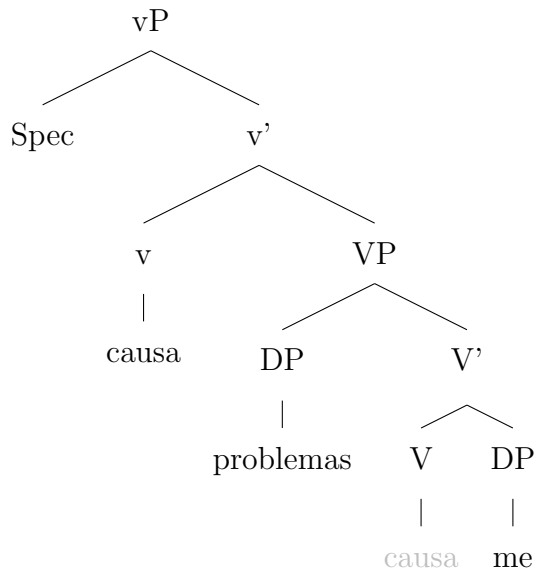 vP
Spec v'
v VP
causa DP V'
problemas V DP
causa me